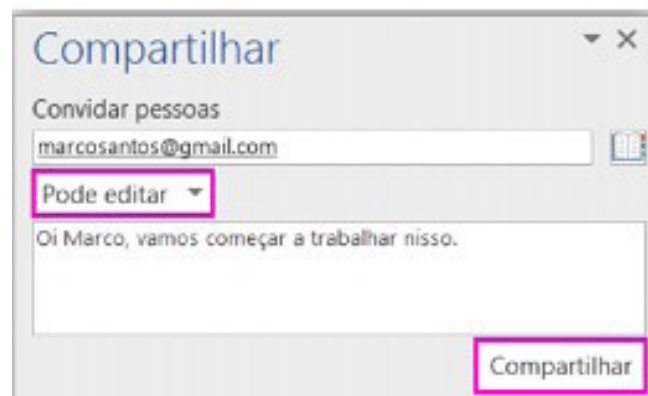 Compartilhar
Convidar pessoas
marcosantos@gmail.com
Pode editar
Oi Marco, vamos começar a trabalhar nisso.
Compartilhar